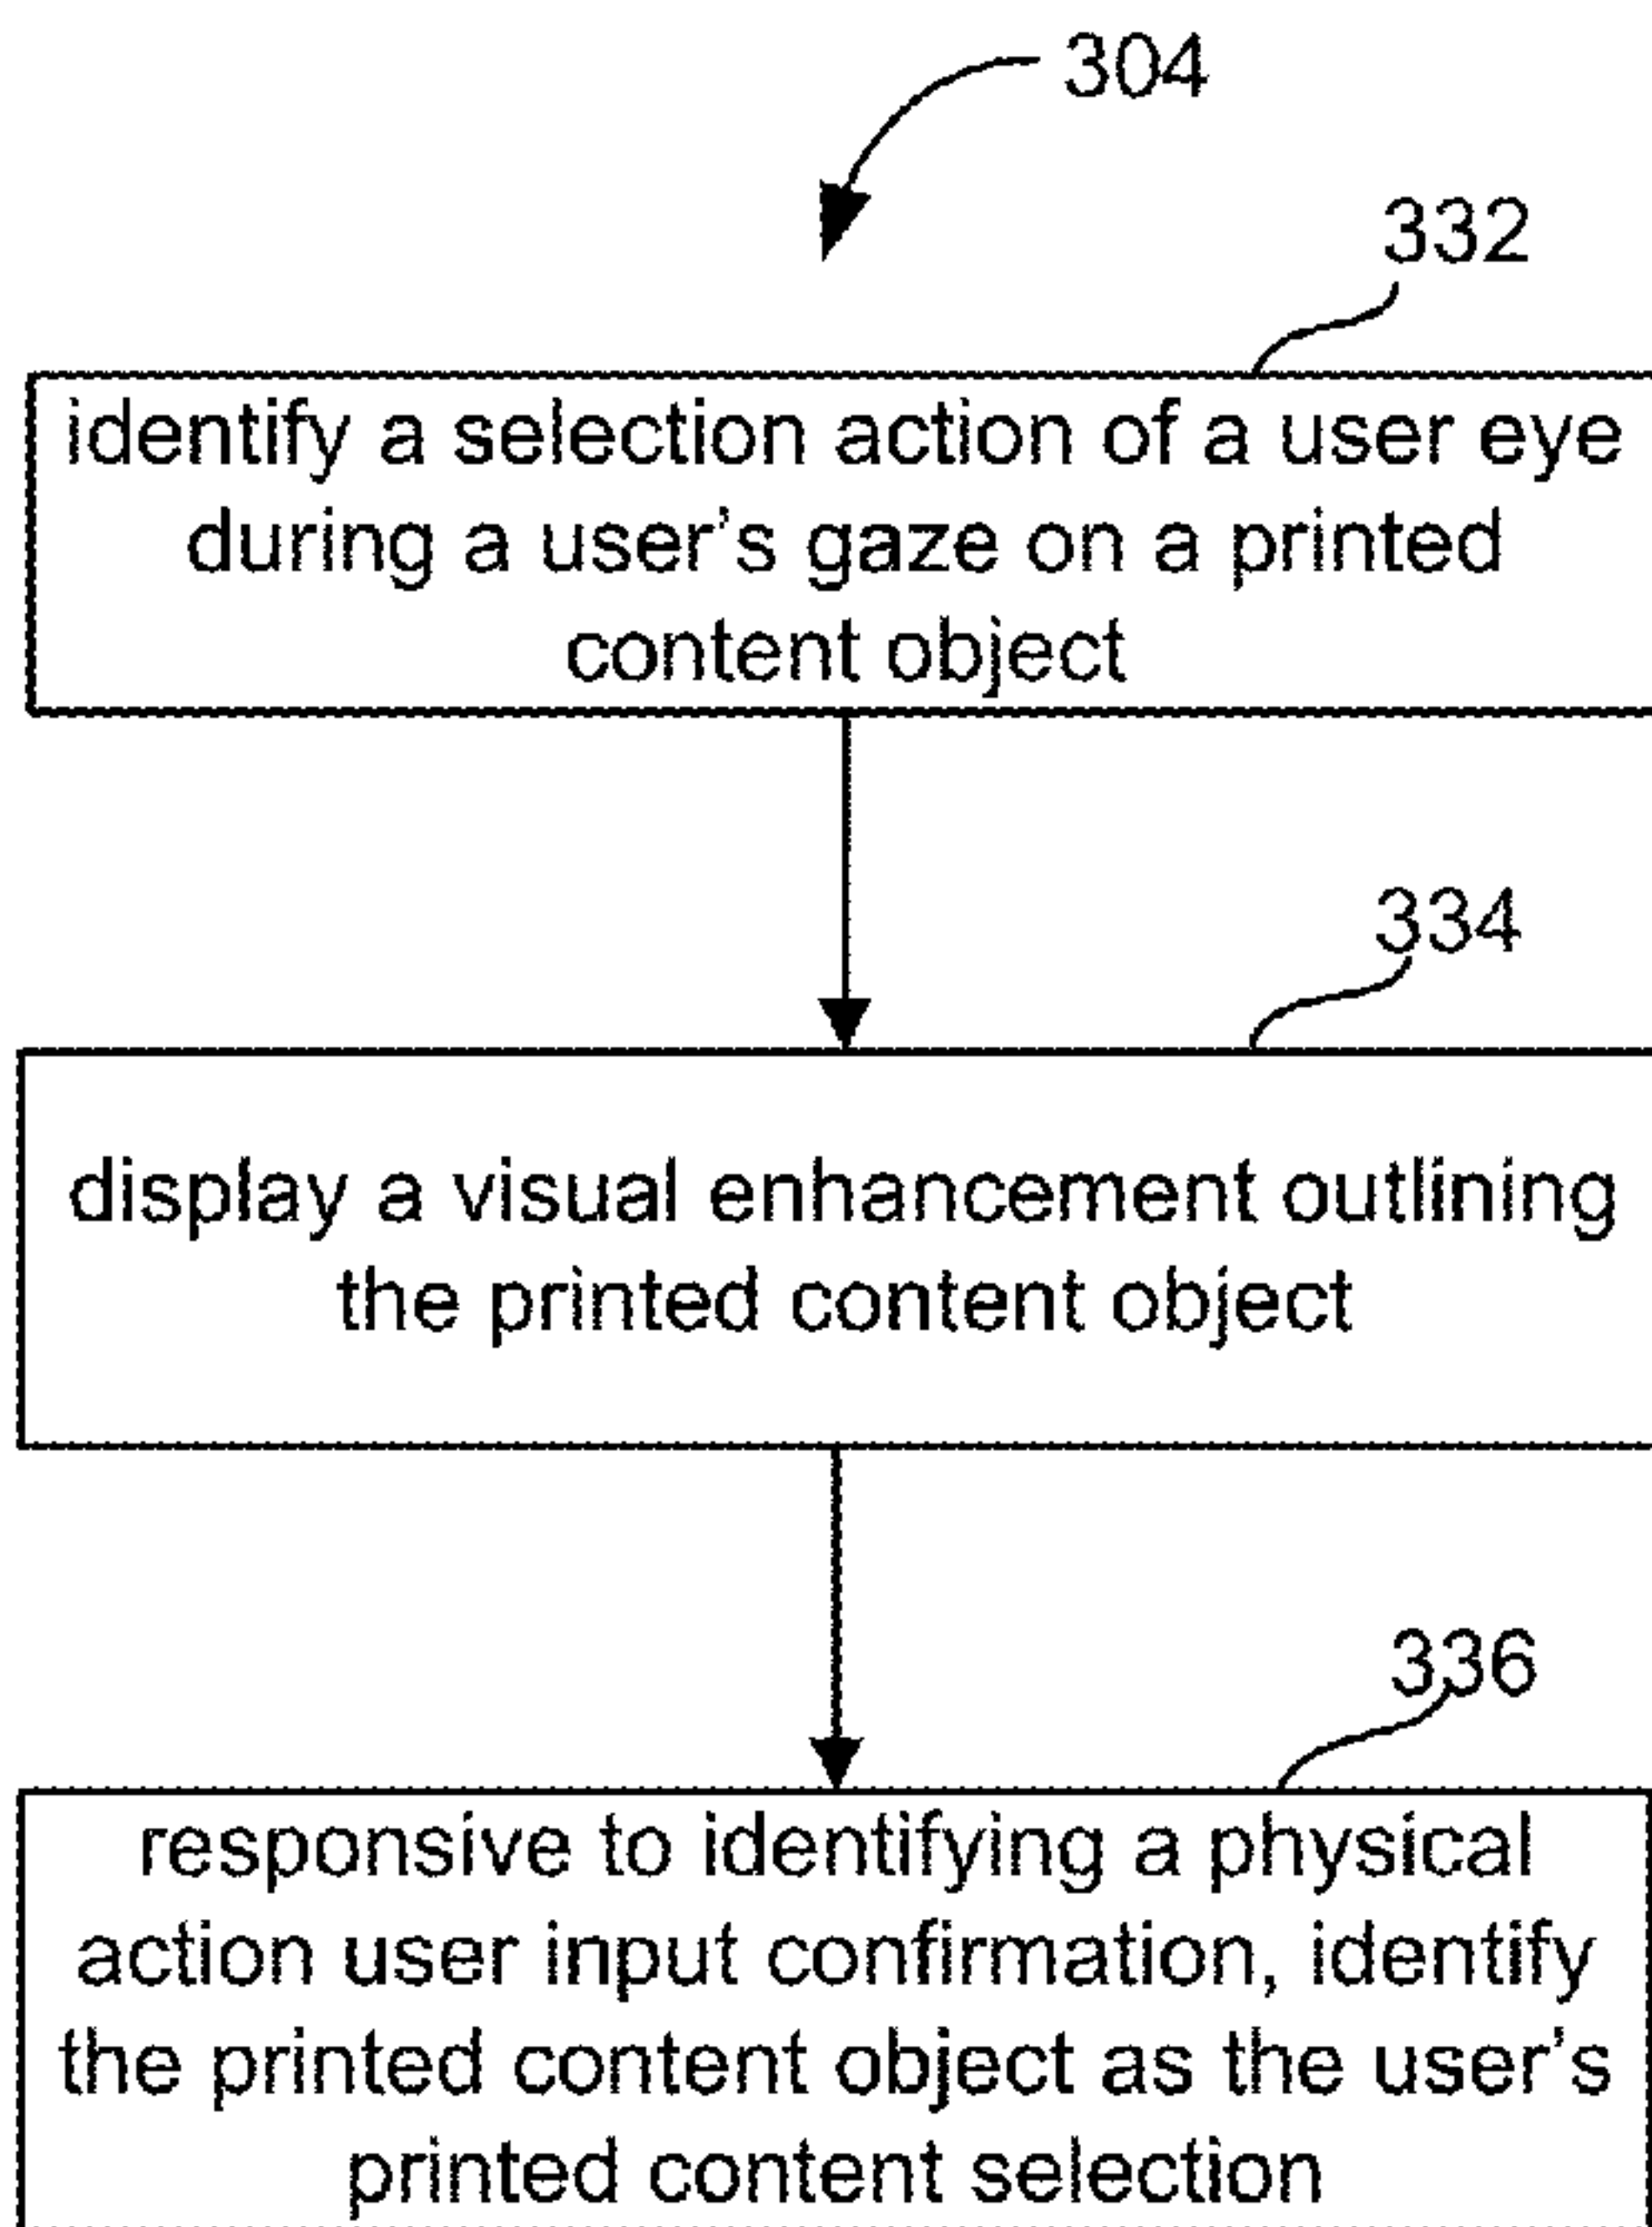 304
332
identify a selection action of a user eye
during a user's gaze on a printed
content object
334
display a visual enhancement outlining
the printed content object
336
responsive to identifying a physical
action user input confirmation, identify
the printed content object as the user's
printed content selection